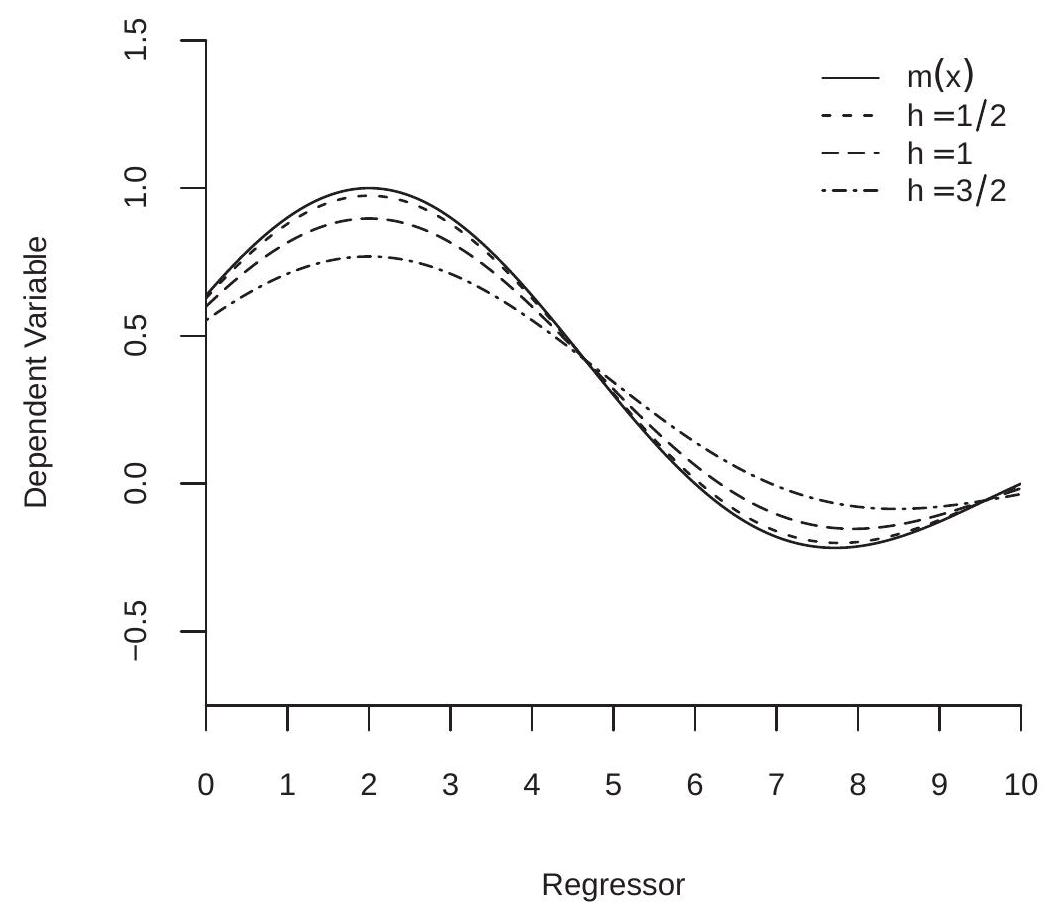 1.5
1.0
0.5
0.0
−0.5
Dependent Variable
m(x)
h =1/2
h =1
h =3/2
0 1 2 3 4 5 6 7 8 9 10
Regressor